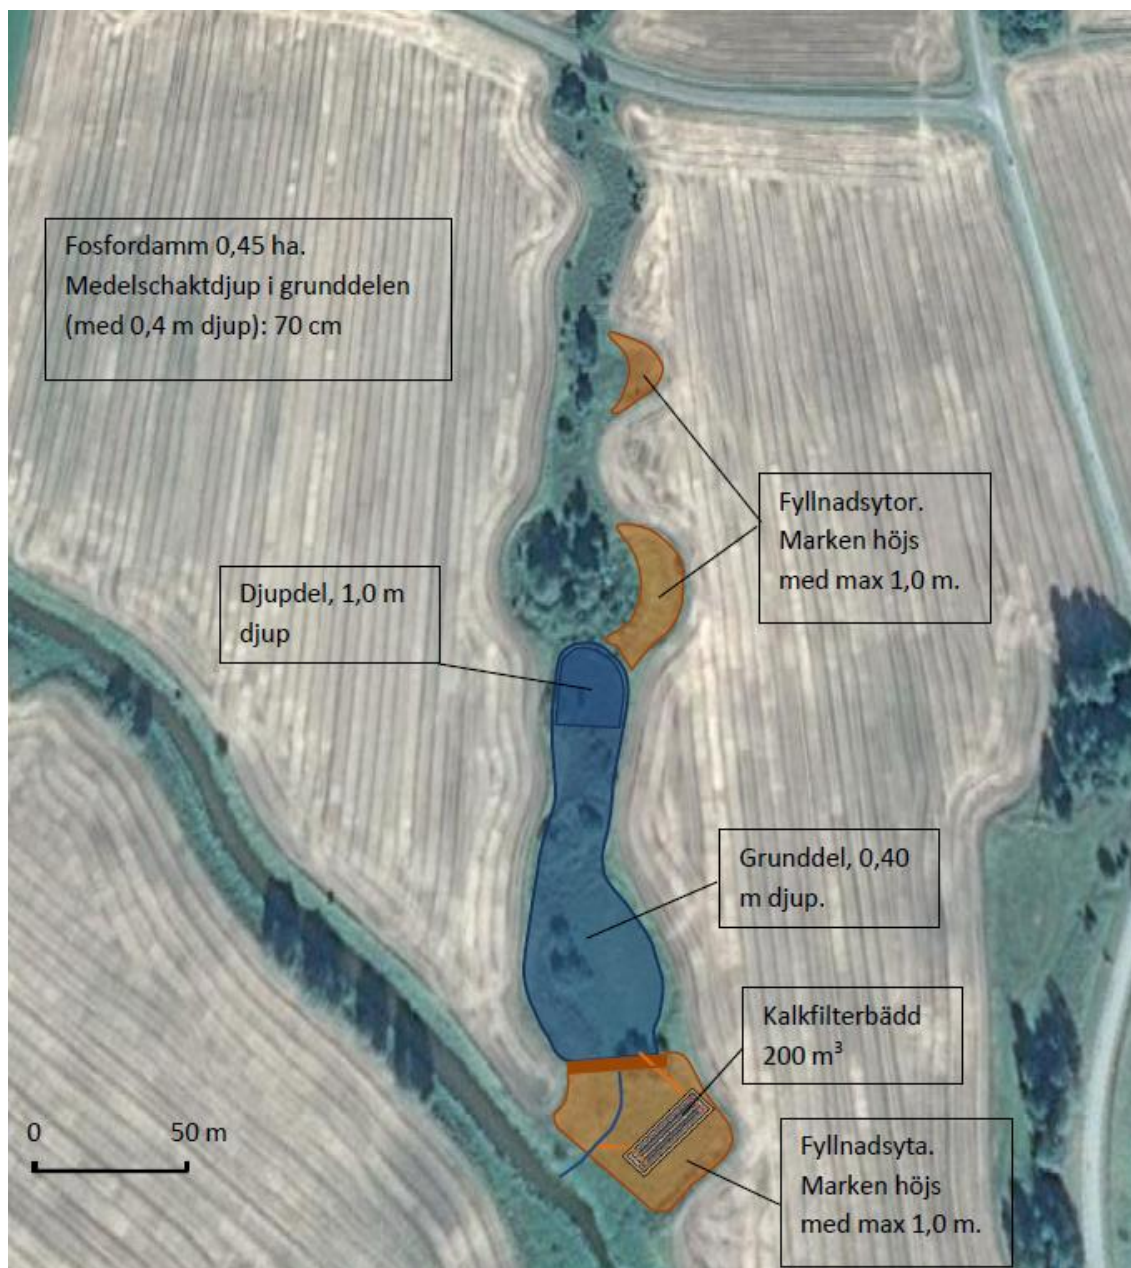 Fosfordamm 0,45 ha.
Medelschaktdjup i grunddelen
(med 0,4 m djup): 70 cm
Fyllnadsytor.
Marken höjs
med max 1,0 m.
Djupdel, 1,0 m
djup
Grunddel, 0,40
m djup.
Kalkfilterbädd
200 m³
0 50 m
Fyllnadsyta.
Marken höjs
med max 1,0 m.